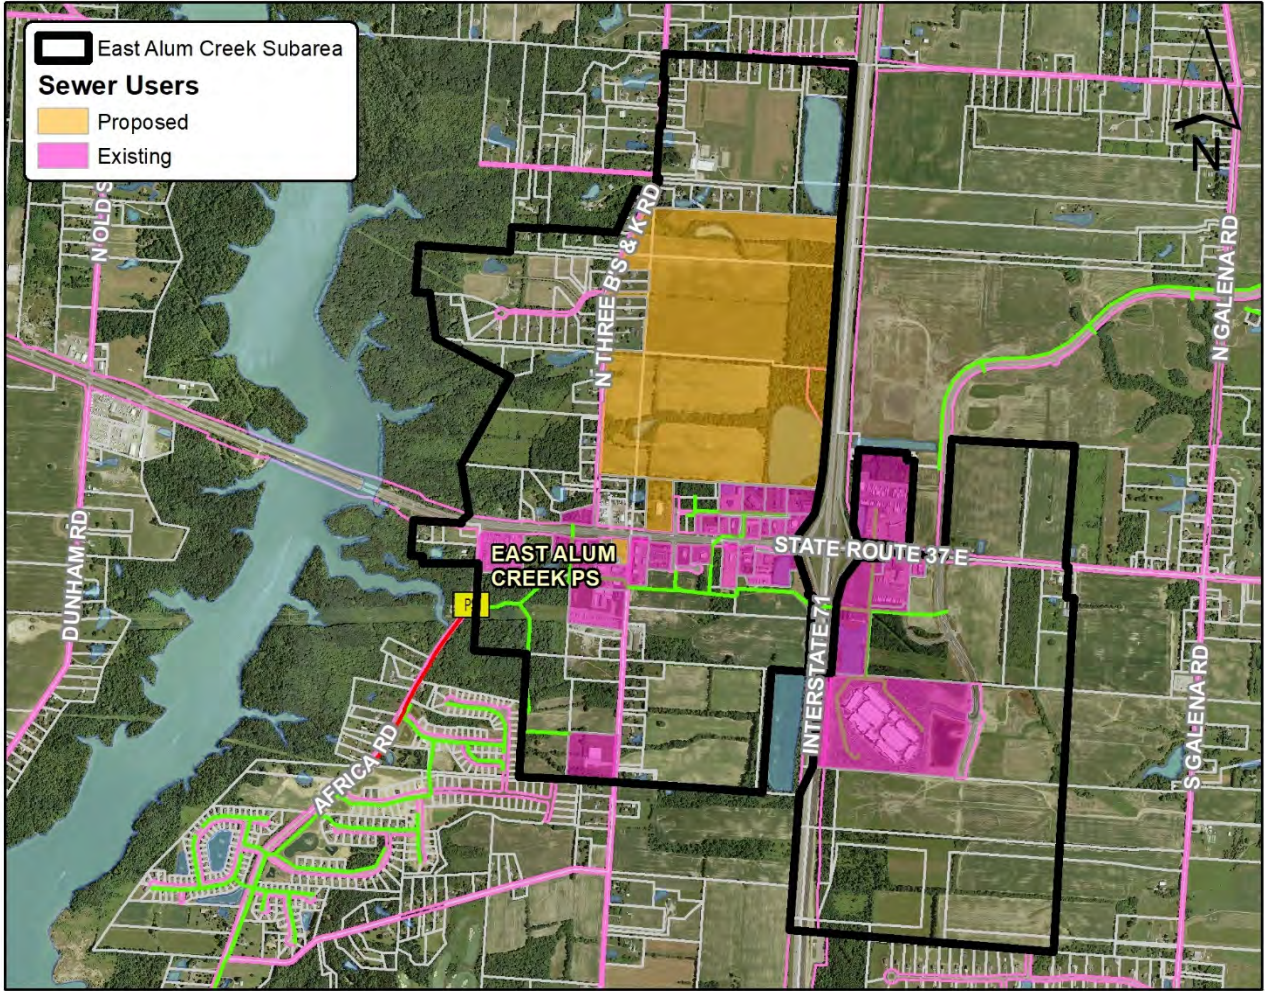 East Alum Creek Subarea
Sewer Users
Proposed
Existing
N
N OLD S
N THREE B'S & K RD
N GALENA RD
DUNHAM RD
EAST ALUM
CREEK PS
STATE ROUTE 37 E
INTERSTATE 71
S GALENA RD
AFRICA RD